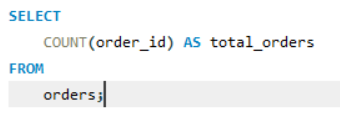 SELECT
    COUNT(order_id) AS total_orders
FROM
    orders;